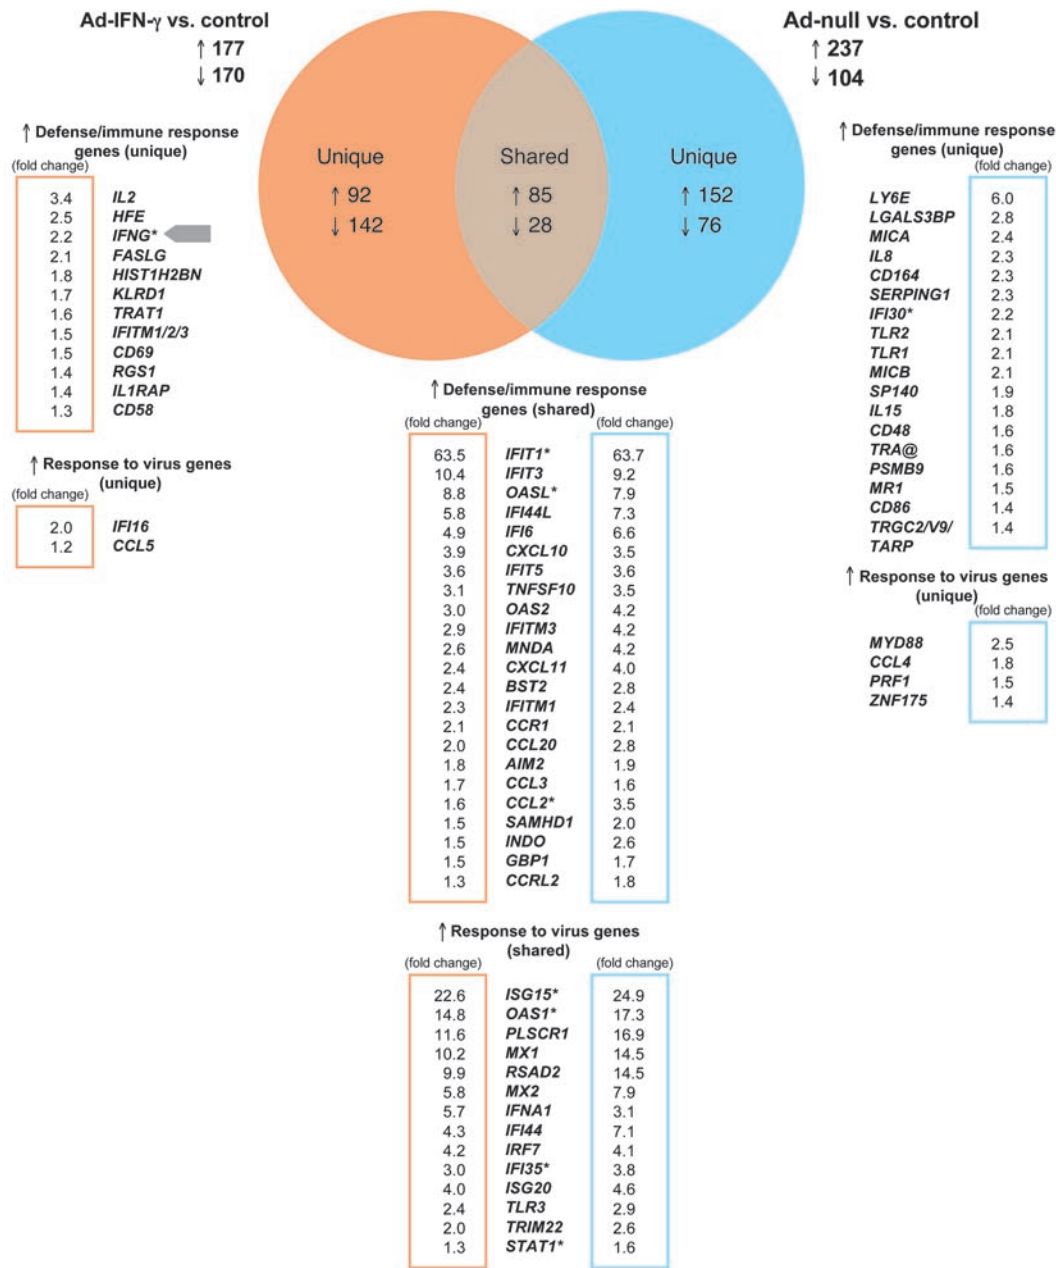 Ad-IFN-γ vs. control
↑ 177
↓ 170
Ad-null vs. control
↑ 237
↓ 104
Unique
↑ 92
↓ 142
Shared
↑ 85
↓ 28
Unique
↑ 152
↓ 76
↑ Defense/immune response
genes (unique)
(fold change)
3.4 IL2
2.5 HFE
2.2 IFNG*
2.1 FASLG
1.8 HIST1H2BN
1.7 KLRD1
1.6 TRAT1
1.5 IFITM1/2/3
1.5 CD69
1.4 RGS1
1.4 IL1RAP
1.3 CD58
↑ Response to virus genes
(unique)
(fold change)
2.0 IFI16
1.2 CCL5
↑ Defense/immune response
genes (shared)
(fold change) (fold change)
63.5 IFIT1* 63.7
10.4 IFIT3 9.2
8.8 OASL* 7.9
5.8 IFI44L 7.3
4.9 IFI6 6.6
3.9 CXCL10 3.5
3.6 IFIT5 3.6
3.1 TNFSF10 3.5
3.0 OAS2 4.2
2.9 IFITM3 4.2
2.6 MNDA 4.2
2.4 CXCL11 4.0
2.4 BST2 2.8
2.3 IFITM1 2.4
2.1 CCR1 2.1
2.0 CCL20 2.8
1.8 AIM2 1.9
1.7 CCL3 1.6
1.6 CCL2* 3.5
1.5 SAMHD1 2.0
1.5 INDO 2.6
1.5 GBP1 1.7
1.3 CCRL2 1.8
↑ Response to virus genes
(shared)
(fold change) (fold change)
22.6 ISG15* 24.9
14.8 OAS1* 17.3
11.6 PLSCR1 16.9
10.2 MX1 14.5
9.9 RSAD2 14.5
5.8 MX2 7.9
5.7 IFNA1 3.1
4.3 IFI44 7.1
4.2 IRF7 4.1
3.0 IFI35* 3.8
4.0 ISG20 4.6
2.4 TLR3 2.9
2.0 TRIM22 2.6
1.3 STAT1* 1.6
↑ Defense/immune response
genes (unique)
(fold change)
LY6E 6.0
LGALS3BP 2.8
MICA 2.4
IL8 2.3
CD164 2.3
SERPING1 2.3
IFI30* 2.2
TLR2 2.1
TLR1 2.1
MICB 2.1
SP140 1.9
IL15 1.8
CD48 1.6
TRA@ 1.6
PSMB9 1.6
MR1 1.5
CD86 1.4
TRGC2/V9/ 1.4
TARP
↑ Response to virus genes
(unique)
(fold change)
MYD88 2.5
CCL4 1.8
PRF1 1.5
ZNF175 1.4